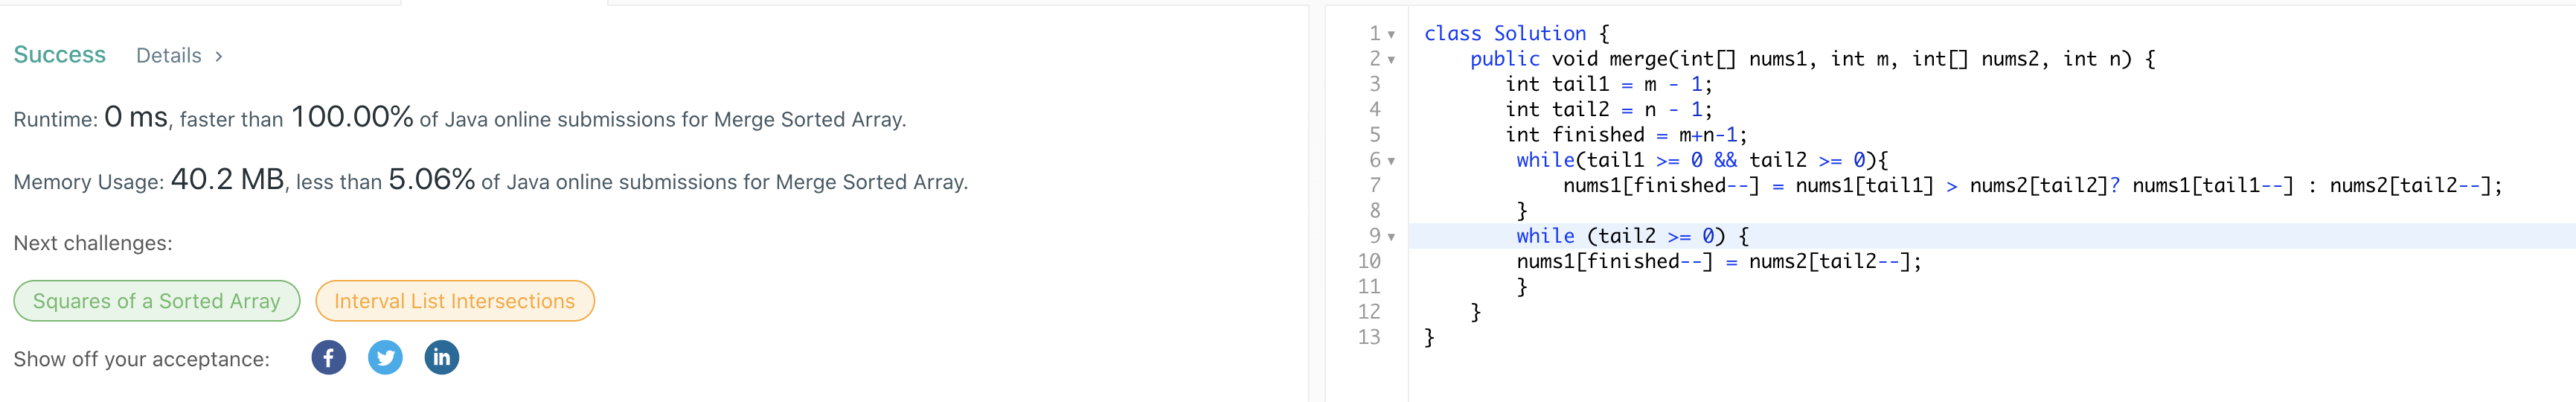 Success Details >
Runtime: 0 ms, faster than 100.00% of Java online submissions for Merge Sorted Array.
Memory Usage: 40.2 MB, less than 5.06% of Java online submissions for Merge Sorted Array.
Next challenges:
Squares of a Sorted Array Interval List Intersections
Show off your acceptance: f in
1 class Solution {
2 public void merge(int[] nums1, int m, int[] nums2, int n) {
3 int tail1 = m - 1;
4 int tail2 = n - 1;
5 int finished = m+n-1;
6 while(tail1 >= 0 && tail2 >= 0){
7 nums1[finished--] = nums1[tail1] > nums2[tail2]? nums1[tail1--] : nums2[tail2--];
8 }
9 while (tail2 >= 0) {
10 nums1[finished--] = nums2[tail2--];
11 }
12 }
13 }